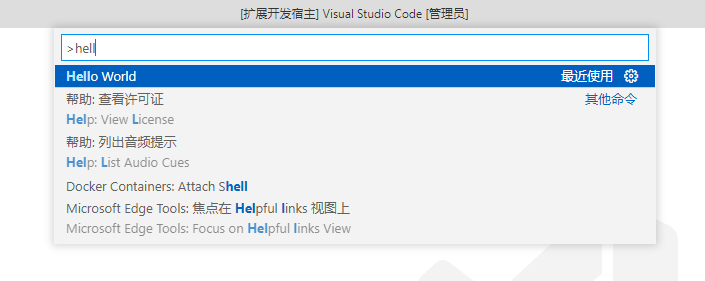 [扩展开发宿主] Visual Studio Code [管理员]
>hell
Hello World 最近使用
帮助: 查看许可证 其他命令
Help: View License
帮助: 列出音频提示
Help: List Audio Cues
Docker Containers: Attach Shell
Microsoft Edge Tools: 焦点在 Helpful links 视图上
Microsoft Edge Tools: Focus on Helpful links View